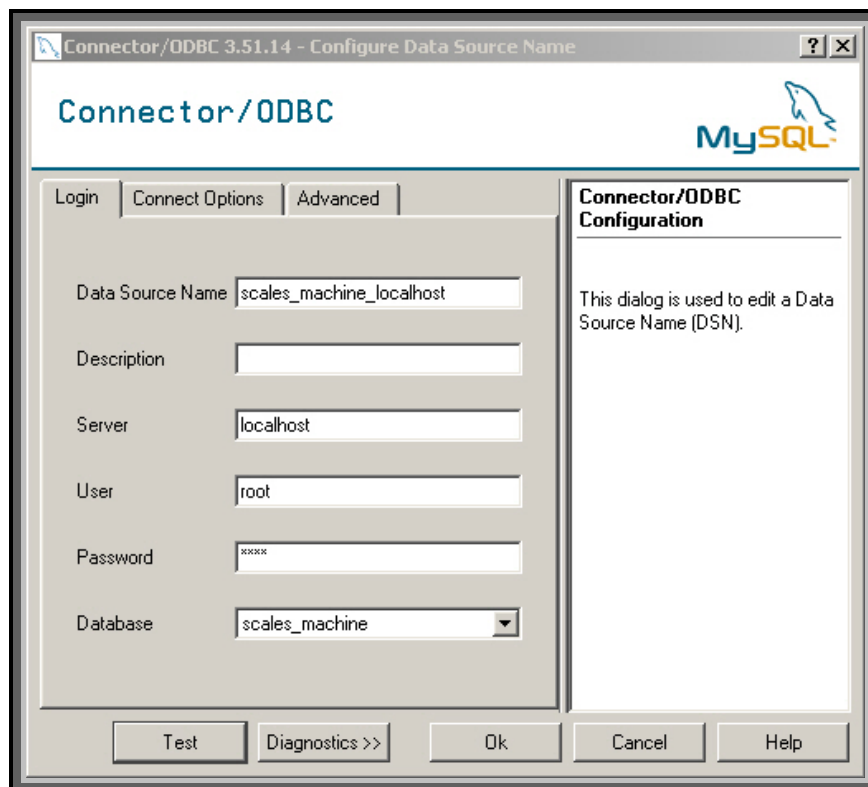 Connector/ODBC 3.51.14 - Configure Data Source Name
Connector/ODBC
MySQL
Login Connect Options Advanced
Data Source Name scales_machine_localhost
Description
Server localhost
User root
Password ****
Database scales_machine
Connector/ODBC
Configuration
This dialog is used to edit a Data
Source Name (DSN).
Test Diagnostics >> Ok Cancel Help